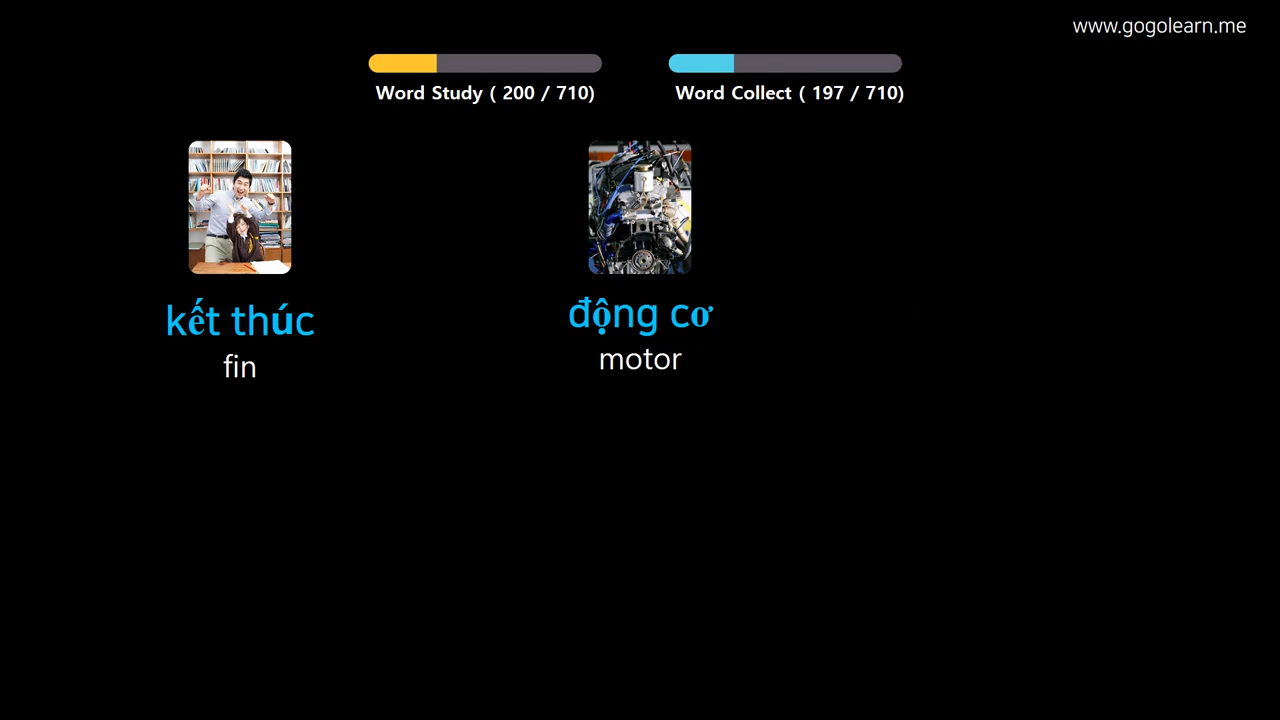 www.gogolearn.me
Word Study ( 200 / 710)
Word Collect ( 197 / 710)
kết thúc
fin
động cơ
motor